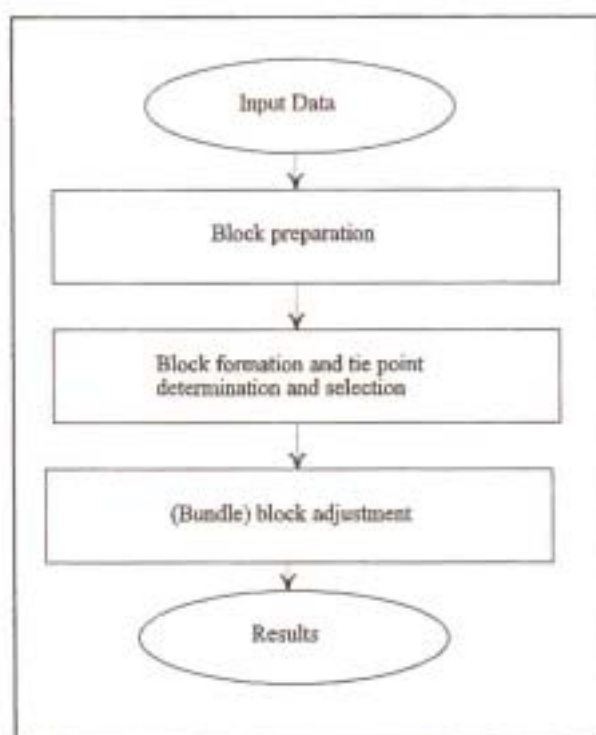 Input Data
Block preparation
Block formation and tie point
determination and selection
(Bundle) block adjustment
Results